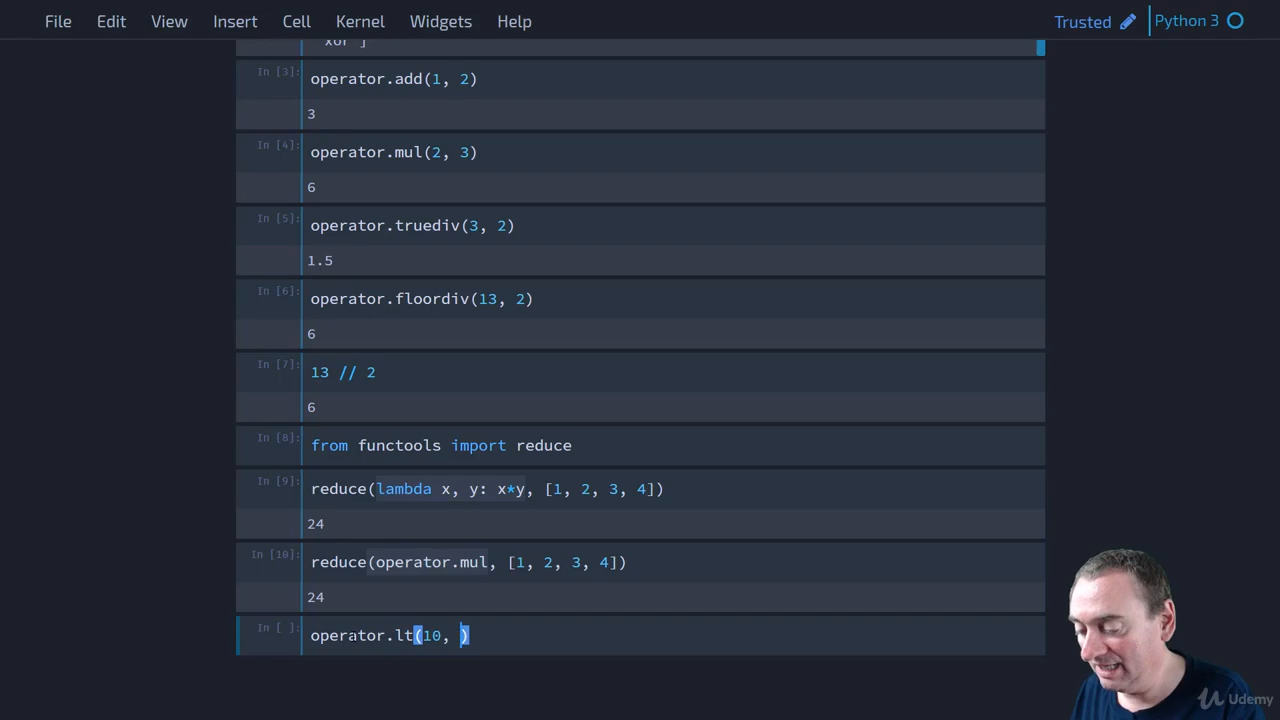 File Edit View Insert Cell Kernel Widgets Help Trusted Python 3
'xor']
In [3]: operator.add(1, 2)
3
In [4]: operator.mul(2, 3)
6
In [5]: operator.truediv(3, 2)
1.5
In [6]: operator.floordiv(13, 2)
6
In [7]: 13 // 2
6
In [8]: from functools import reduce
In [9]: reduce(lambda x, y: x*y, [1, 2, 3, 4])
24
In [10]: reduce(operator.mul, [1, 2, 3, 4])
24
In [ ]: operator.lt(10, )
Udemy